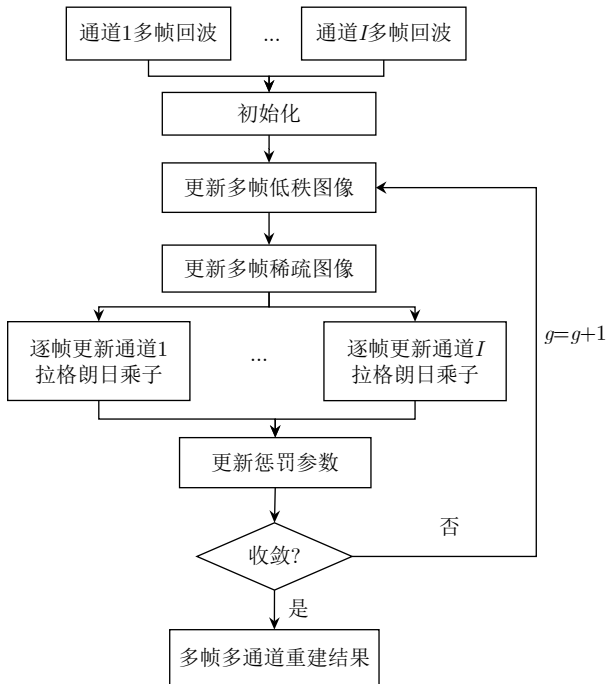 通道1多帧回波 … 通道I多帧回波
初始化
更新多帧低秩图像
更新多帧稀疏图像
逐帧更新通道1
拉格朗日乘子
…
逐帧更新通道I
拉格朗日乘子
g=g+1
更新惩罚参数
否
收敛?
是
多帧多通道重建结果